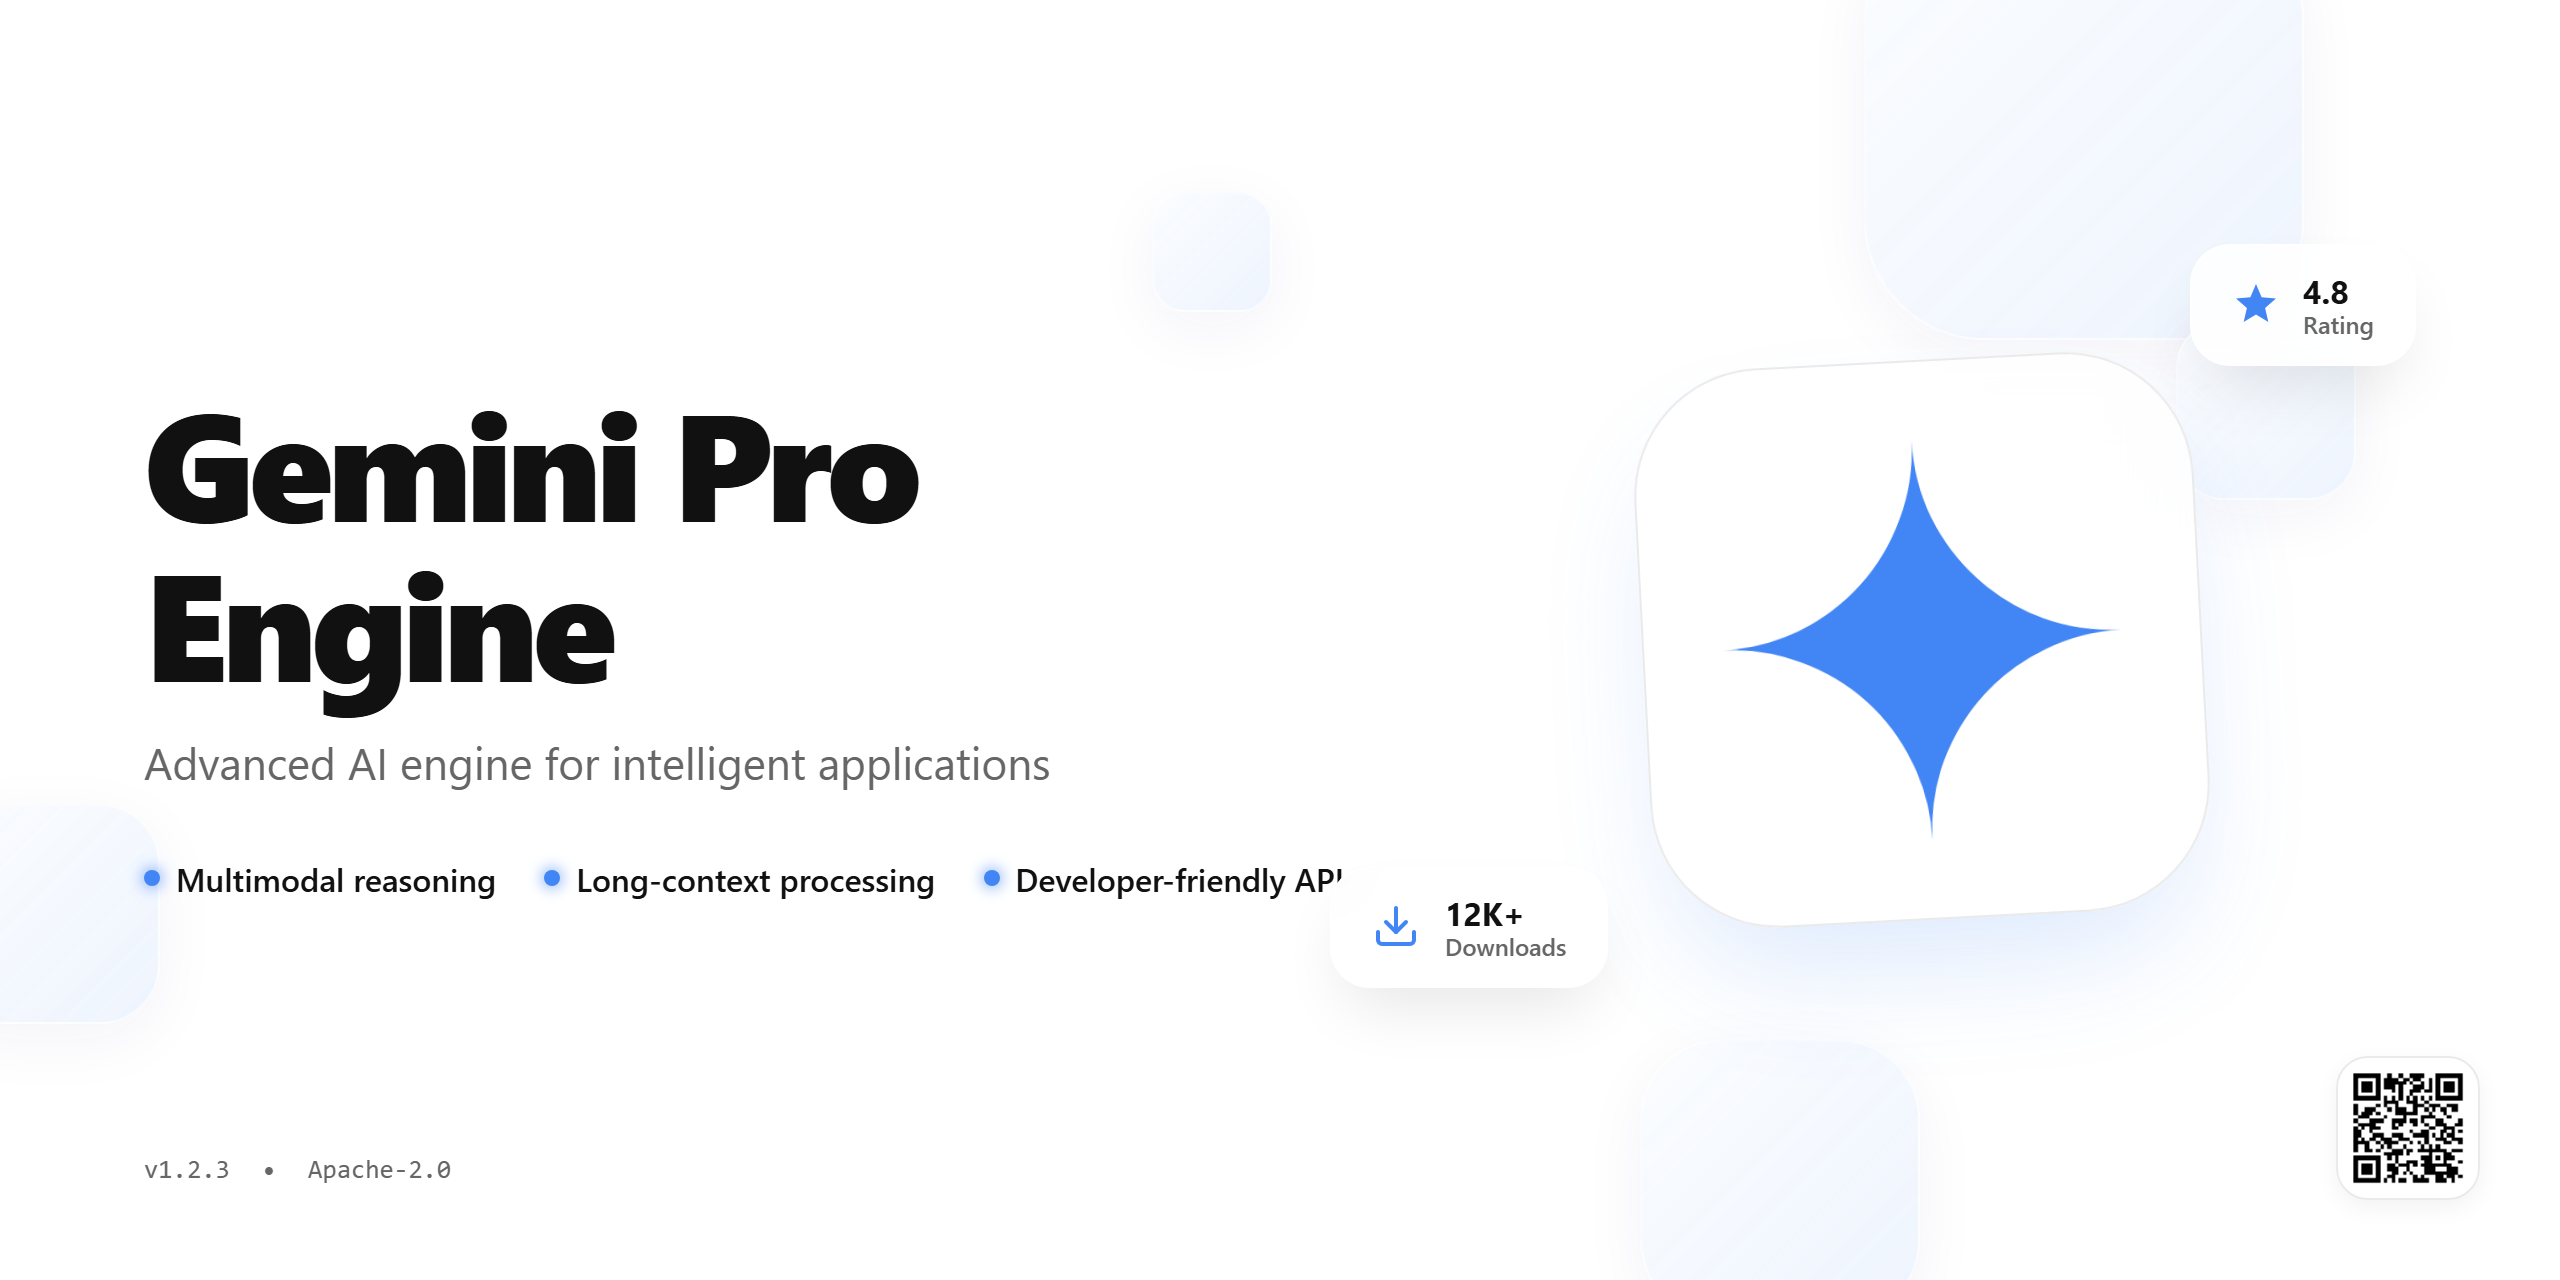 Gemini Pro
Engine
Advanced AI engine for intelligent applications
Multimodal reasoning
Long-context processing
Developer-friendly API
4.8
Rating
12K+
Downloads
v1.2.3 • Apache-2.0